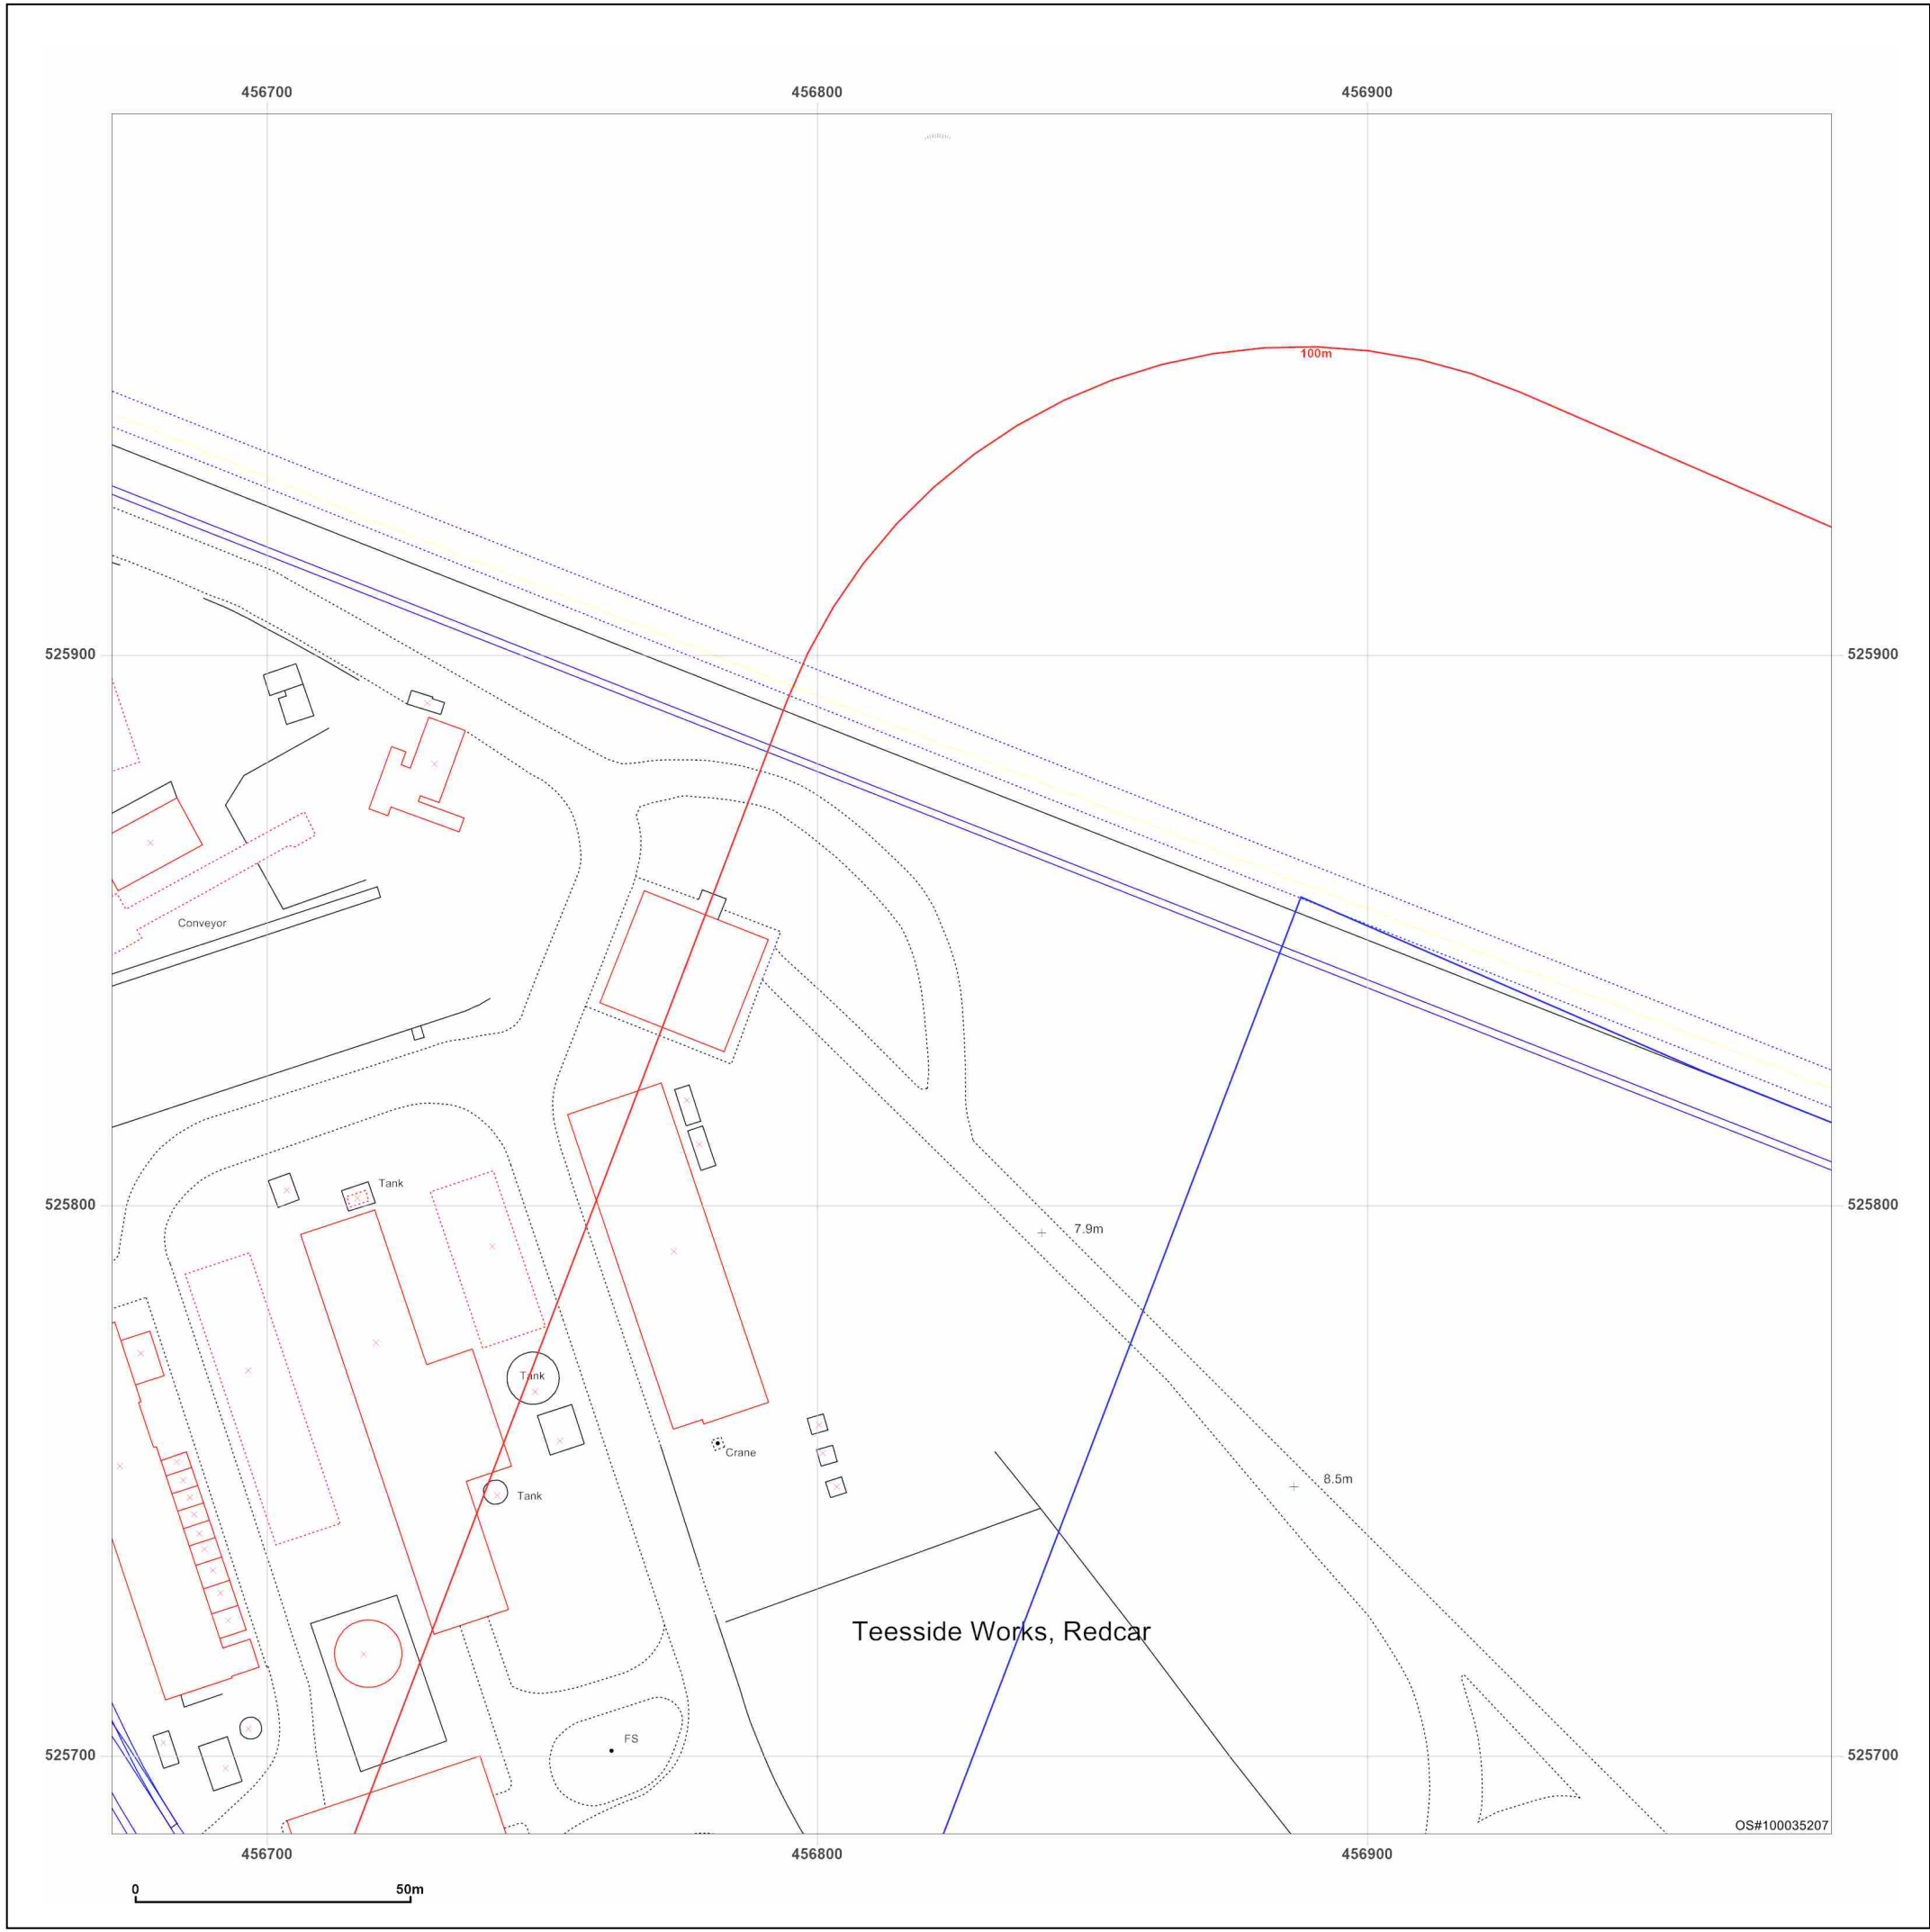 456700 456800 456900
100m
525900 525900
Conveyor
525800 Tank 525800
7.9m
Tank
Crane
8.5m
Tank
Teesside Works, Redcar
FS
525700 525700
OS#100035207
456700 456800 456900
0 50m